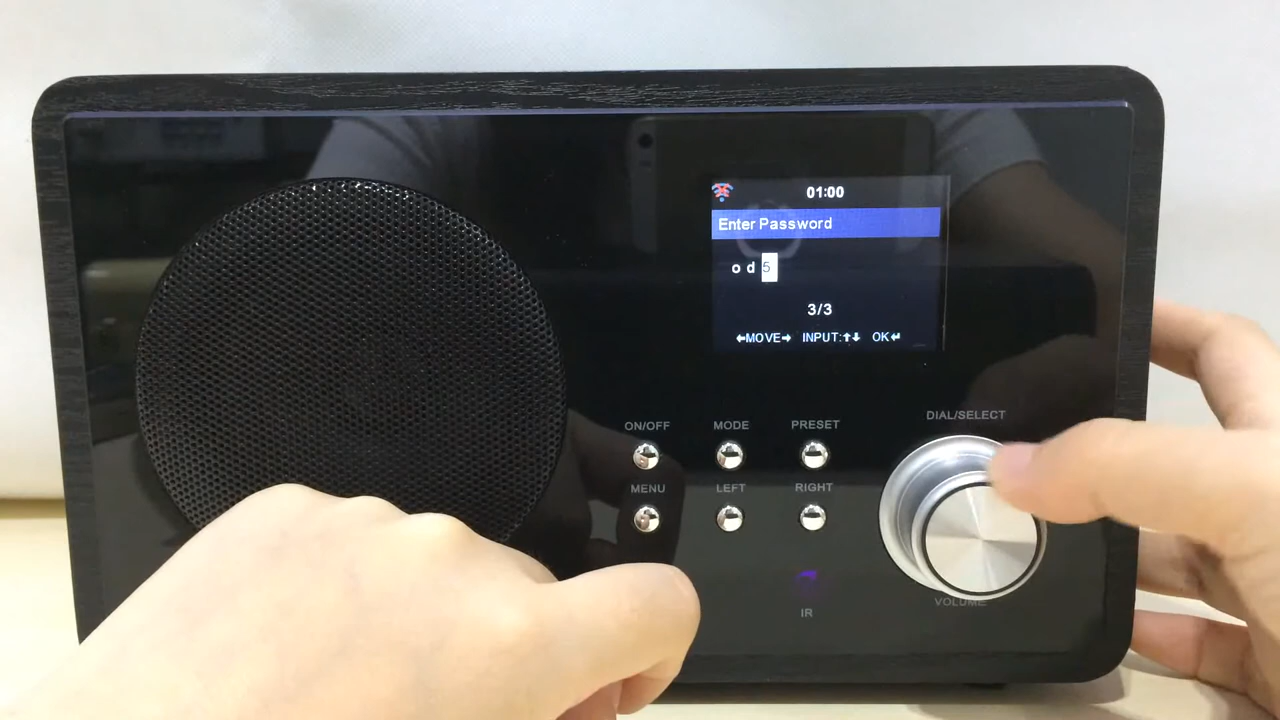 01:00
Enter Password
o d 5
3/3
←MOVE→ INPUT:↑↓ OK↵
DIAL/SELECT
ON/OFF MODE PRESET
MENU LEFT RIGHT
VOLUME
IR